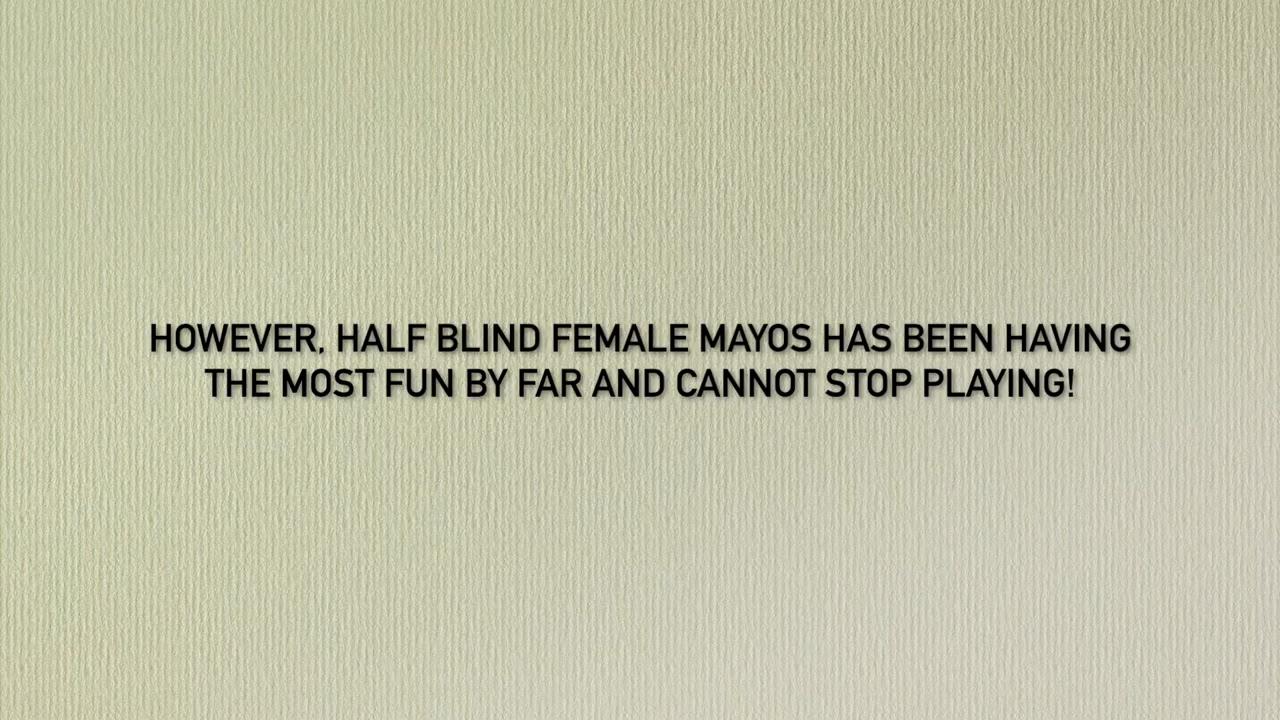 HOWEVER, HALF BLIND FEMALE MAYOS HAS BEEN HAVING
THE MOST FUN BY FAR AND CANNOT STOP PLAYING!